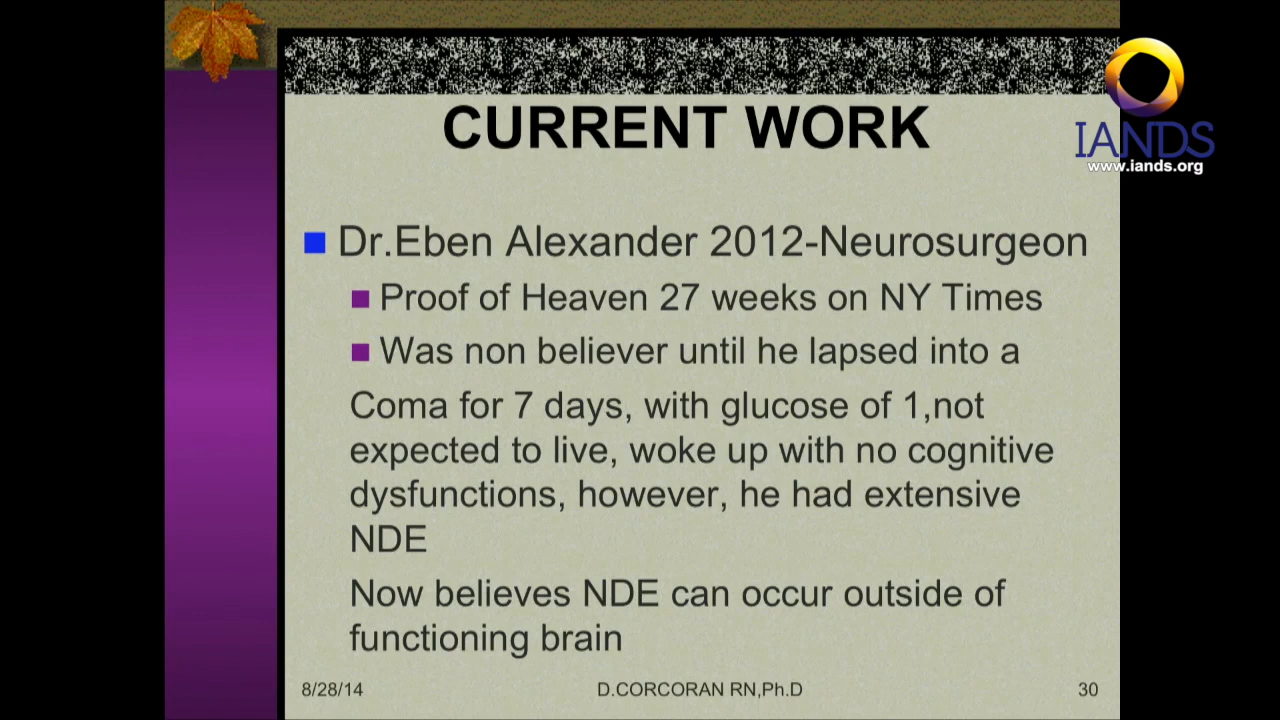 CURRENT WORK
IANDS
www.iands.org
Dr.Eben Alexander 2012-Neurosurgeon
Proof of Heaven 27 weeks on NY Times
Was non believer until he lapsed into a
Coma for 7 days, with glucose of 1,not
expected to live, woke up with no cognitive
dysfunctions, however, he had extensive
NDE
Now believes NDE can occur outside of
functioning brain
8/28/14
D.CORCORAN RN,Ph.D
30